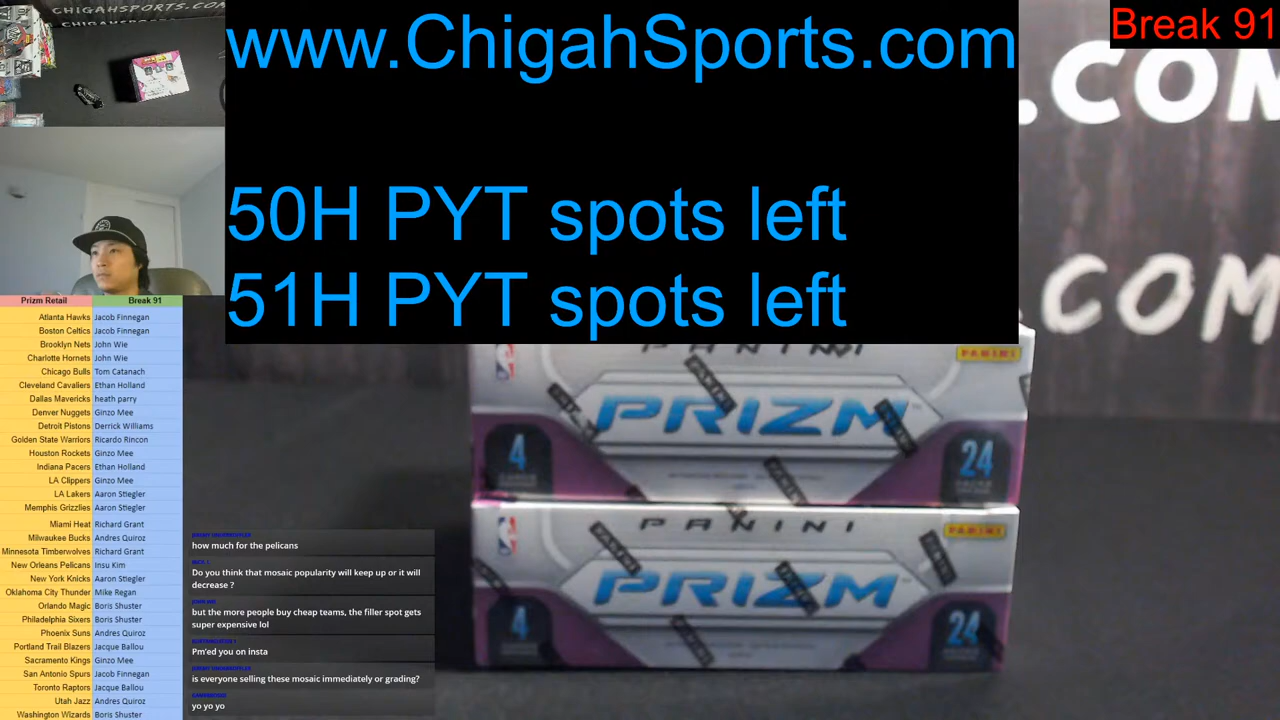 CHIGAHSPORTS.COM
www.ChigahSports.com
Break 91
50H PYT spots left
51H PYT spots left
.COM
COM
Prizm Retail Break 91
Atlanta Hawks Jacob Finnegan
Boston Celtics Jacob Finnegan
Brooklyn Nets John Wie
Charlotte Hornets John Wie
Chicago Bulls Tom Catanach
Cleveland Cavaliers Ethan Holland
Dallas Mavericks heath parry
Denver Nuggets Ginzo Mee
Detroit Pistons Derrick Williams
Golden State Warriors Ricardo Rincon
Houston Rockets Ginzo Mee
Indiana Pacers Ethan Holland
LA Clippers Ginzo Mee
LA Lakers Aaron Stiegler
Memphis Grizzlies Aaron Stiegler
Miami Heat Richard Grant
Milwaukee Bucks Andres Quiroz
Minnesota Timberwolves Richard Grant
New Orleans Pelicans Insu Kim
New York Knicks Aaron Stiegler
Oklahoma City Thunder Mike Regan
Orlando Magic Boris Shuster
Philadelphia Sixers Boris Shuster
Phoenix Suns Andres Quiroz
Portland Trail Blazers Jacque Ballou
Sacramento Kings Ginzo Mee
San Antonio Spurs Jacob Finnegan
Toronto Raptors Jacque Ballou
Utah Jazz Andres Quiroz
Washington Wizards Boris Shuster
how much for the pelicans
Do you think that mosaic popularity will keep up or it will
decrease ?
but the more people buy cheap teams, the filler spot gets
super expensive lol
Pm'ed you on insta
is everyone selling these mosaic immediately or grading?
yo yo yo
PANINI
PANINI
PRIZM
4
24
PANINI
PANINI
PRIZM
4
24